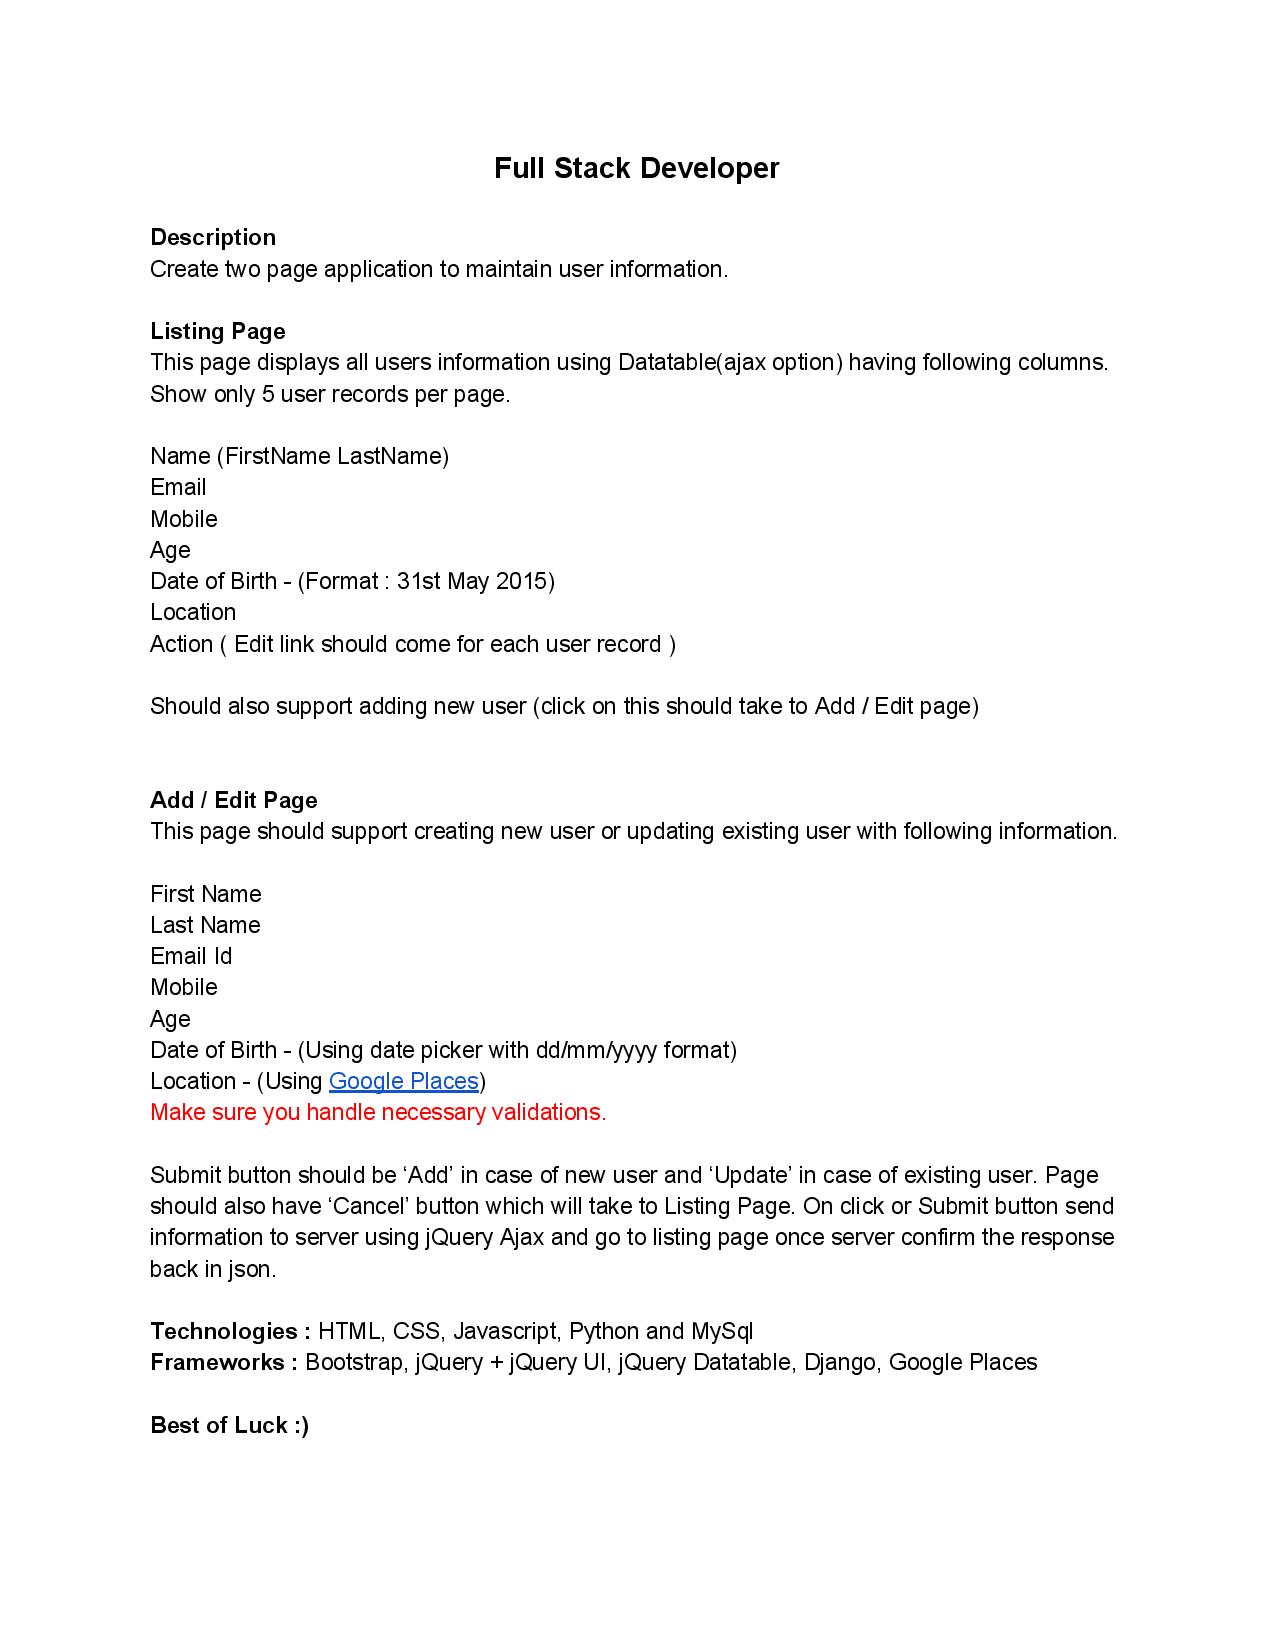 Full Stack Developer
Description
Create two page application to maintain user information.
Listing Page
This page displays all users information using Datatable(ajax option) having following columns.
Show only 5 user records per page.
Name (FirstName LastName)
Email
Mobile
Age
Date of Birth - (Format : 31st May 2015)
Location
Action ( Edit link should come for each user record )
Should also support adding new user (click on this should take to Add / Edit page)
Add / Edit Page
This page should support creating new user or updating existing user with following information.
First Name
Last Name
Email Id
Mobile
Age
Date of Birth - (Using date picker with dd/mm/yyyy format)
Location - (Using Google Places)
Make sure you handle necessary validations.
Submit button should be ‘Add’ in case of new user and ‘Update’ in case of existing user. Page
should also have ‘Cancel’ button which will take to Listing Page. On click or Submit button send
information to server using jQuery Ajax and go to listing page once server confirm the response
back in json.
Technologies : HTML, CSS, Javascript, Python and MySql
Frameworks : Bootstrap, jQuery + jQuery UI, jQuery Datatable, Django, Google Places
Best of Luck :)